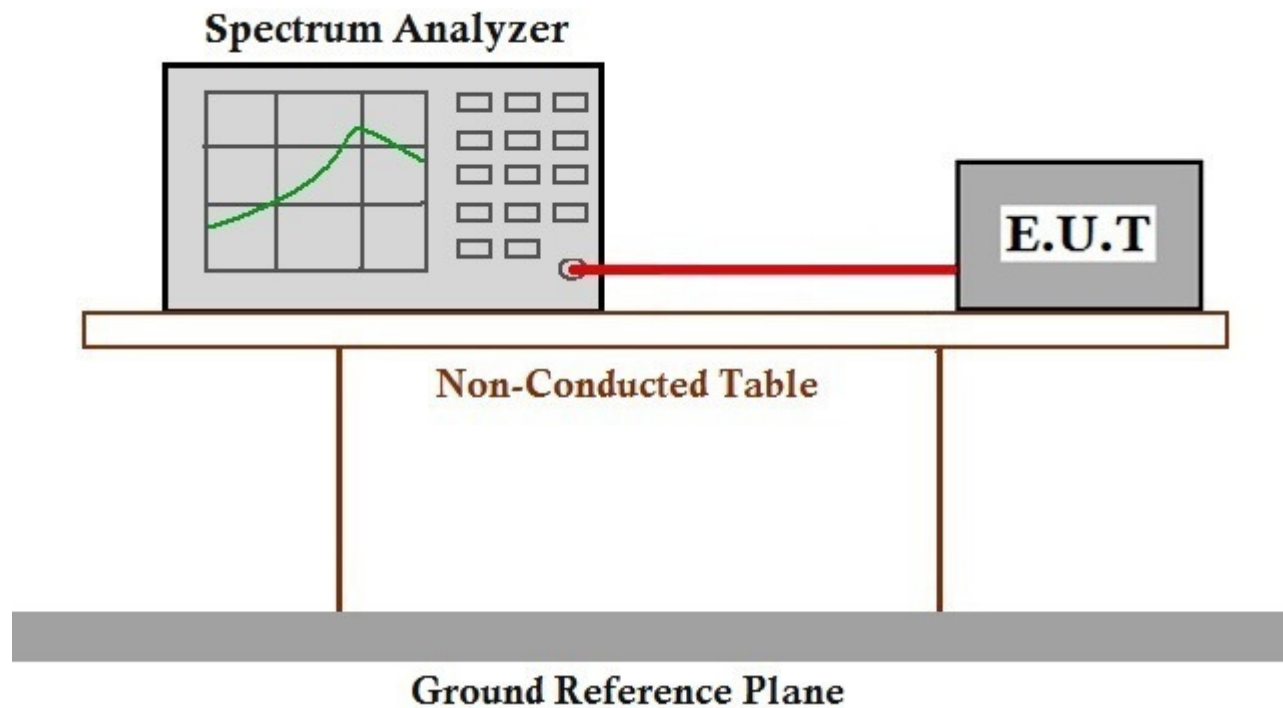 Spectrum Analyzer
E.U.T
Non-Conducted Table
Ground Reference Plane